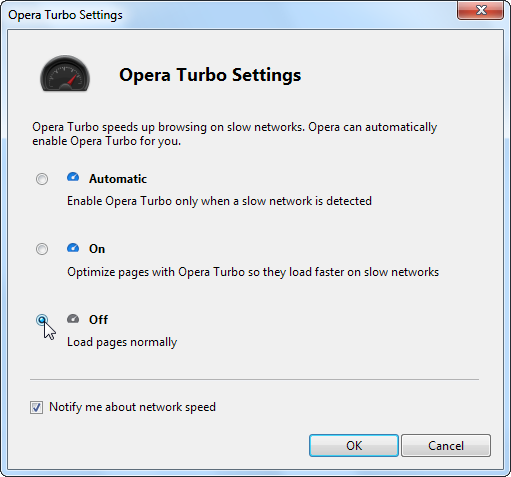 Opera Turbo Settings
Opera Turbo Settings
Opera Turbo speeds up browsing on slow networks. Opera can automatically
enable Opera Turbo for you.
Automatic
Enable Opera Turbo only when a slow network is detected
On
Optimize pages with Opera Turbo so they load faster on slow networks
Off
Load pages normally
Notify me about network speed
OK Cancel